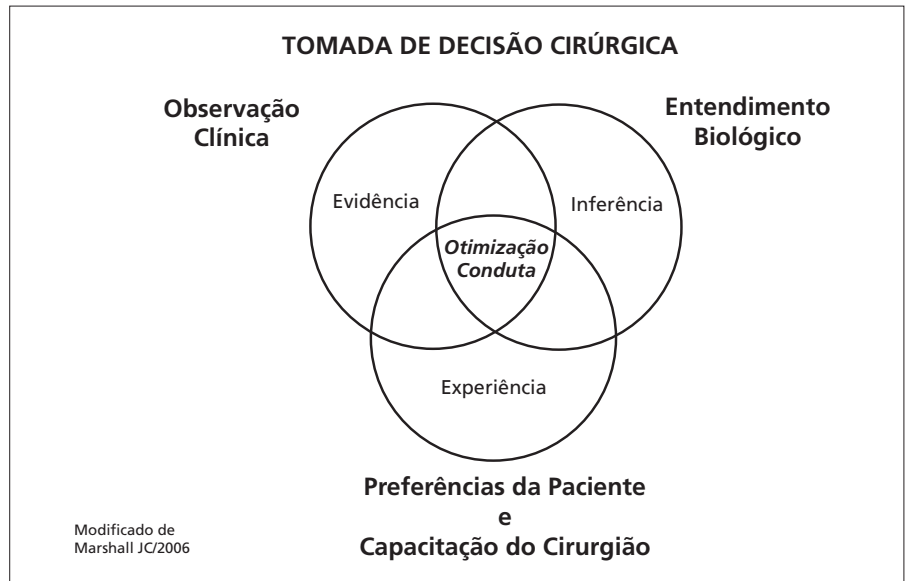 TOMADA DE DECISÃO CIRÚRGICA
Observação
Clínica
Entendimento
Biológico
Evidência
Inferência
Otimização
Conduta
Experiência
Preferências da Paciente
e
Capacitação do Cirurgião
Modificado de
Marshall JC/2006